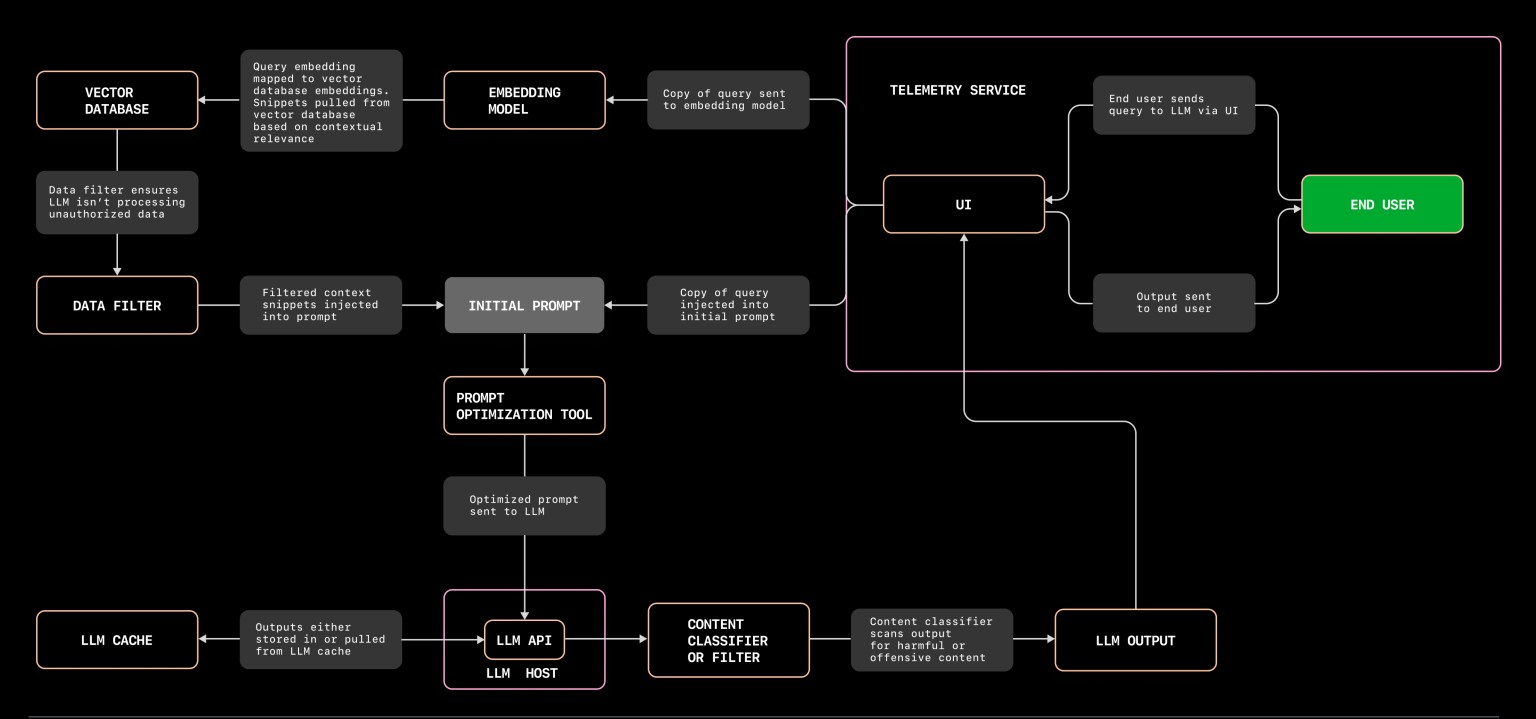 VECTOR
DATABASE
Query embedding
mapped to vector
database embeddings.
Snippets pulled from
vector database
based on contextual
relevance
EMBEDDING
MODEL
Copy of query sent
to embedding model
TELEMETRY SERVICE
End user sends
query to LLM via UI
UI
END USER
Output sent
to end user
Data filter ensures
LLM isn't processing
unauthorized data
DATA FILTER
Filtered context
snippets injected
into prompt
INITIAL PROMPT
Copy of query
injected into
initial prompt
PROMPT
OPTIMIZATION TOOL
Optimized prompt
sent to LLM
LLM CACHE
Outputs either
stored in or pulled
from LLM cache
LLM API
LLM HOST
CONTENT
CLASSIFIER
OR FILTER
Content classifier
scans output
for harmful or
offensive content
LLM OUTPUT